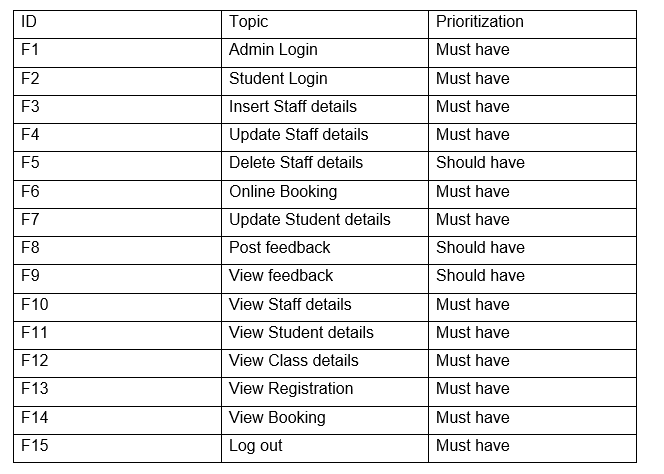 ID Topic Prioritization
F1 Admin Login Must have
F2 Student Login Must have
F3 Insert Staff details Must have
F4 Update Staff details Must have
F5 Delete Staff details Should have
F6 Online Booking Must have
F7 Update Student details Must have
F8 Post feedback Should have
F9 View feedback Should have
F10 View Staff details Must have
F11 View Student details Must have
F12 View Class details Must have
F13 View Registration Must have
F14 View Booking Must have
F15 Log out Must have